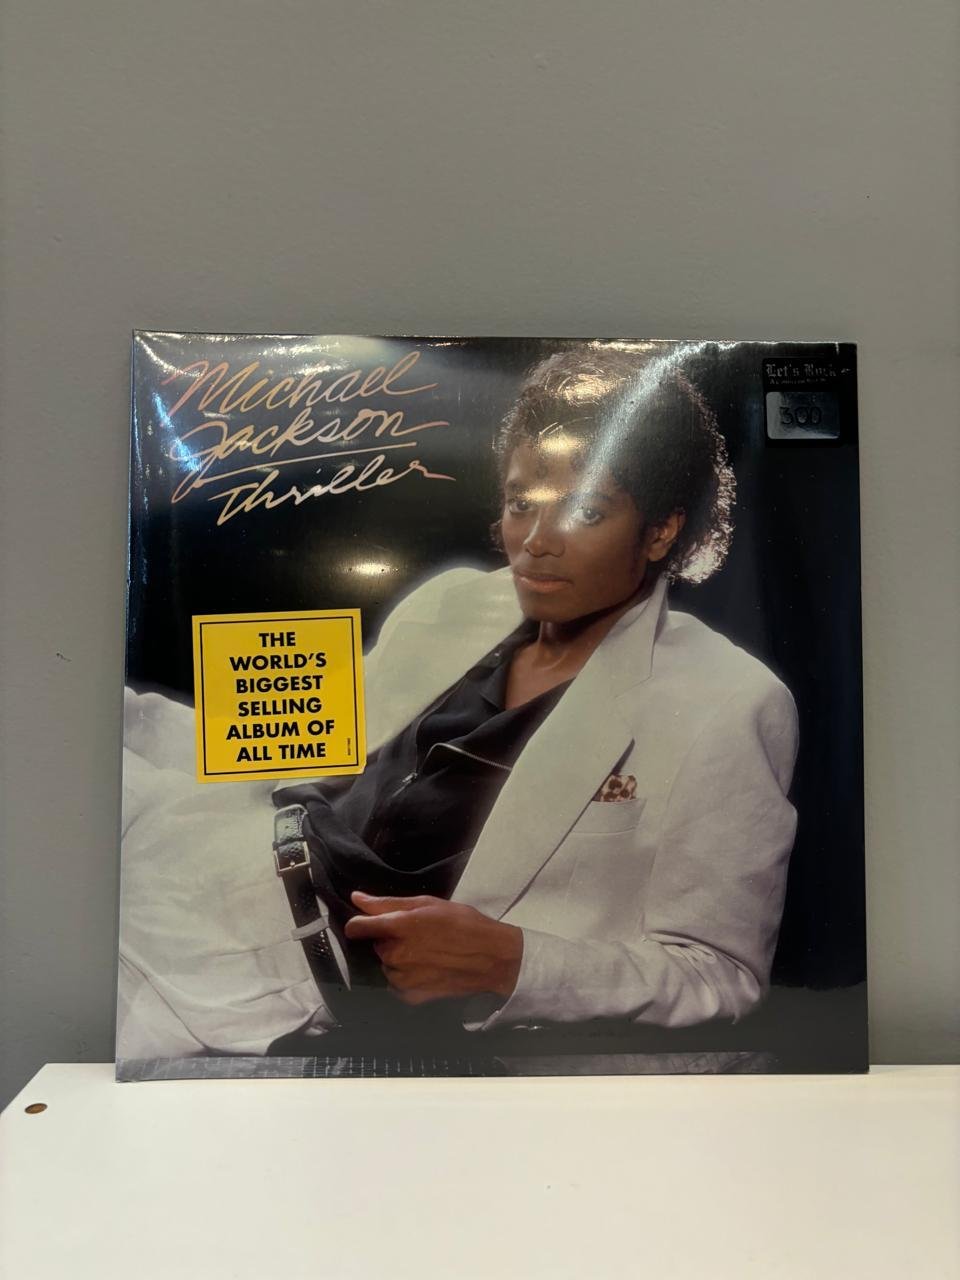 Michael
Jackson
Thriller
Let's Rock
300
THE
WORLD'S
BIGGEST
SELLING
ALBUM OF
ALL TIME